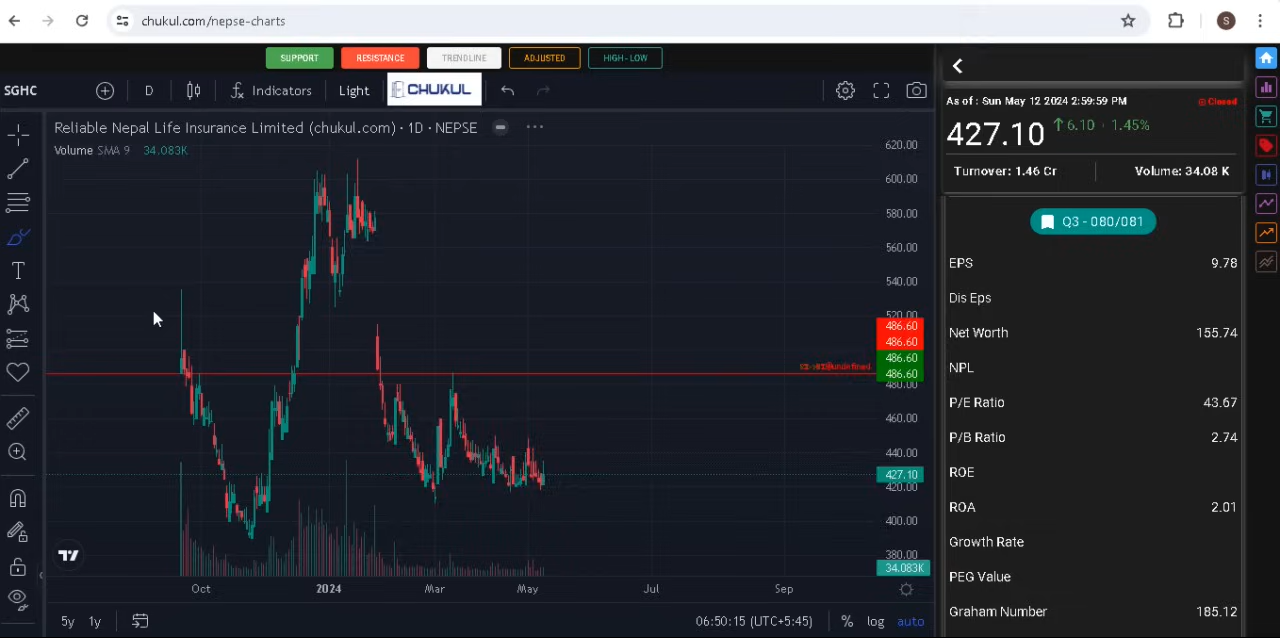 chukul.com/nepse-charts
S
SUPPORT
RESISTANCE
TRENDLINE
ADJUSTED
HIGH-LOW
SGHC
D
Indicators
Light
CHUKUL
Reliable Nepal Life Insurance Limited (chukul.com) · 1D · NEPSE
Volume SMA 9 34.083K
620.00
600.00
580.00
560.00
540.00
520.00
486.60
486.60
486.60
486.60
480.00
460.00
440.00
427.10
420.00
400.00
380.00
34.083K
Oct
2024
Mar
May
Jul
Sep
5y
1y
06:50:15 (UTC+5:45)
%
log
auto
As of : Sun May 12 2024 2:59:59 PM
Closed
427.10
6.10
1.45%
Turnover: 1.46 Cr
Volume: 34.08 K
Q3 - 080/081
EPS 9.78
Dis Eps
Net Worth 155.74
NPL
P/E Ratio 43.67
P/B Ratio 2.74
ROE
ROA 2.01
Growth Rate
PEG Value
Graham Number 185.12